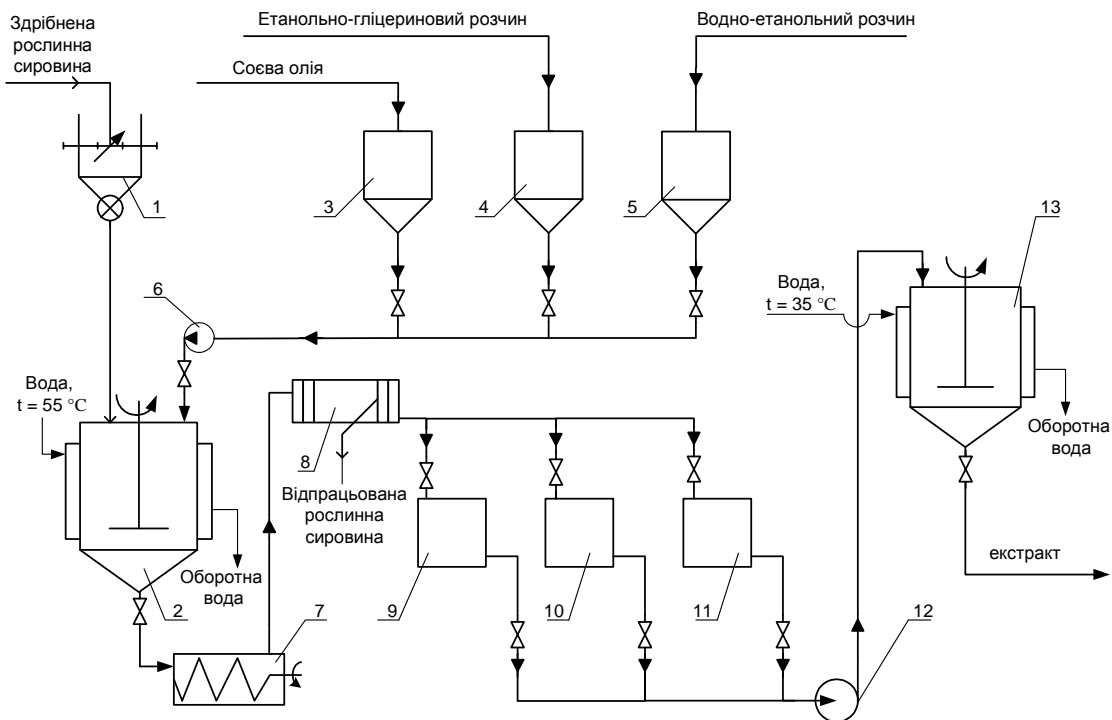 Здрібнена
рослинна
сировина
Етанольно-гліцериновий розчин
Водно-етанольний розчин
Соєва олія
1
3
4
5
13
6
Вода,
t = 35 °C
Вода,
t = 55 °C
8
Відпрацьована
рослинна
сировина
Оборотна
вода
Оборотна
вода
2
7
9
10
11
12
екстракт